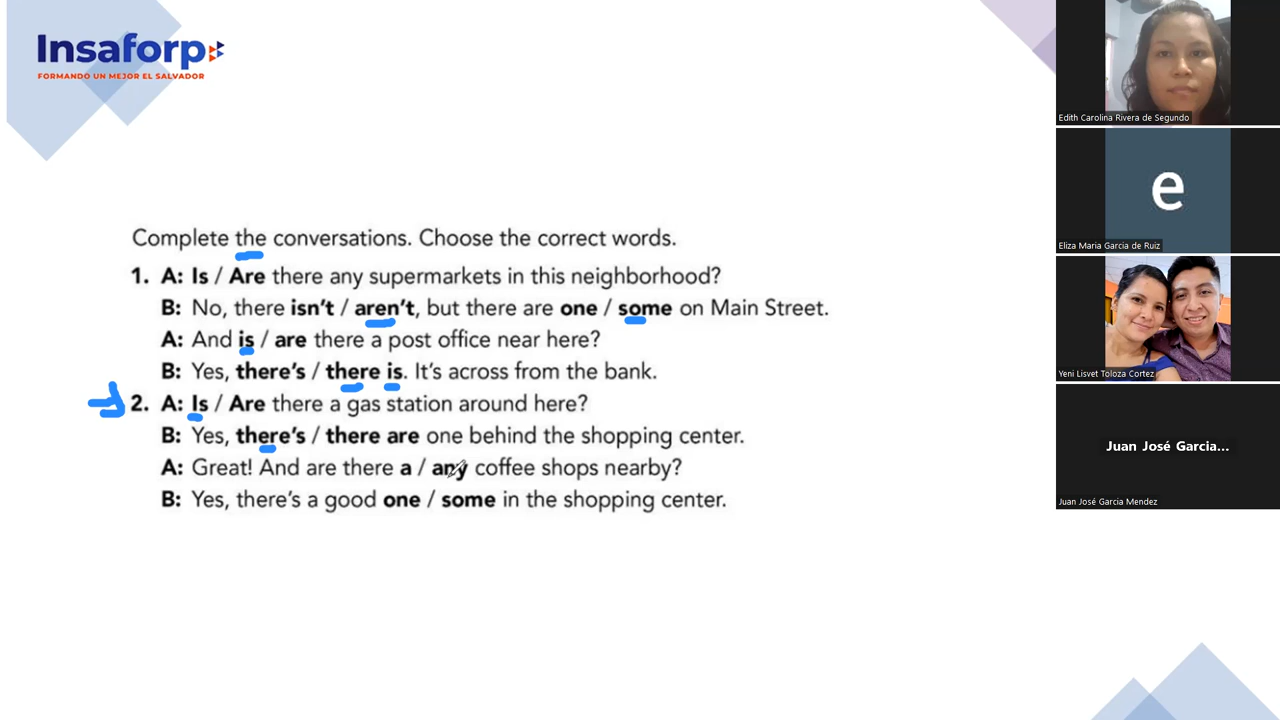 Insaforp
FORMANDO UN MEJOR EL SALVADOR
Complete the conversations. Choose the correct words.
1. A: Is / Are there any supermarkets in this neighborhood?
B: No, there isn't / aren't, but there are one / some on Main Street.
A: And is / are there a post office near here?
B: Yes, there's / there is. It's across from the bank.
2. A: Is / Are there a gas station around here?
B: Yes, there's / there are one behind the shopping center.
A: Great! And are there a / any coffee shops nearby?
B: Yes, there's a good one / some in the shopping center.
Edith Carolina Rivera de Segundo
e
Eliza Maria Garcia de Ruiz
Yeni Lisvet Toloza Cortez
Juan José Garcia...
Juan José Garcia Mendez